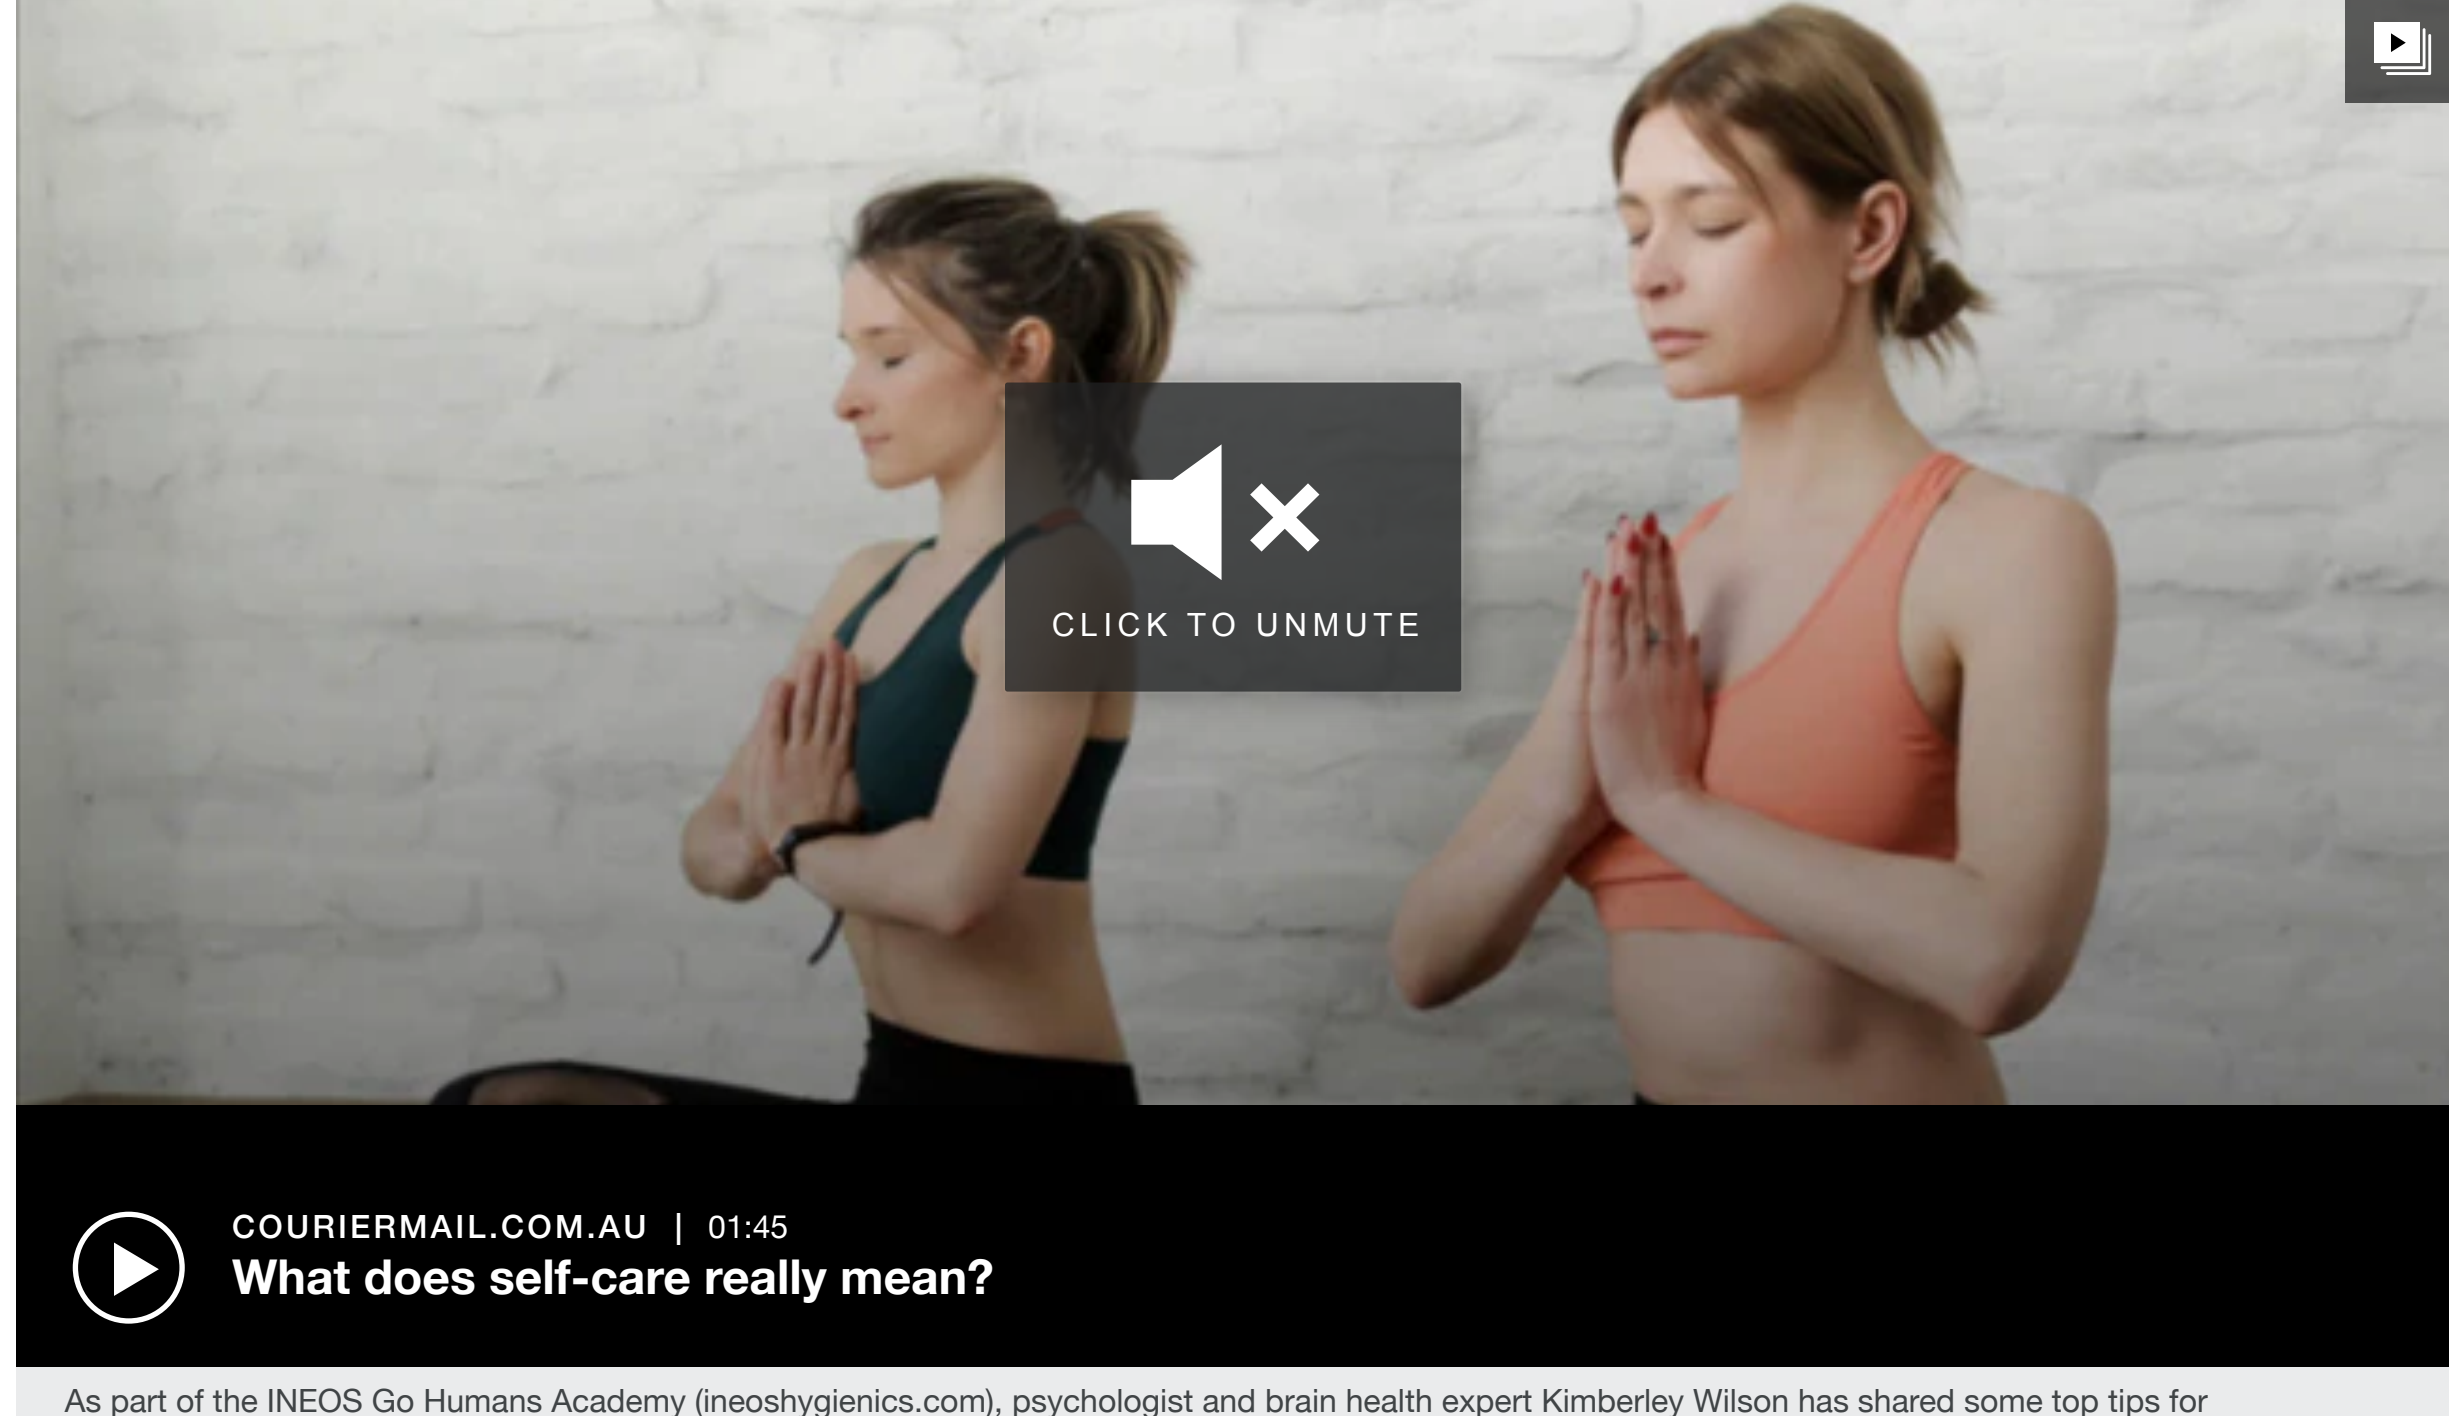 CLICK TO UNMUTE
COURIERMAIL.COM.AU | 01:45
What does self-care really mean?
As part of the INEOS Go Humans Academy (ineoshygienics.com), psychologist and brain health expert Kimberley Wilson has shared some top tips for